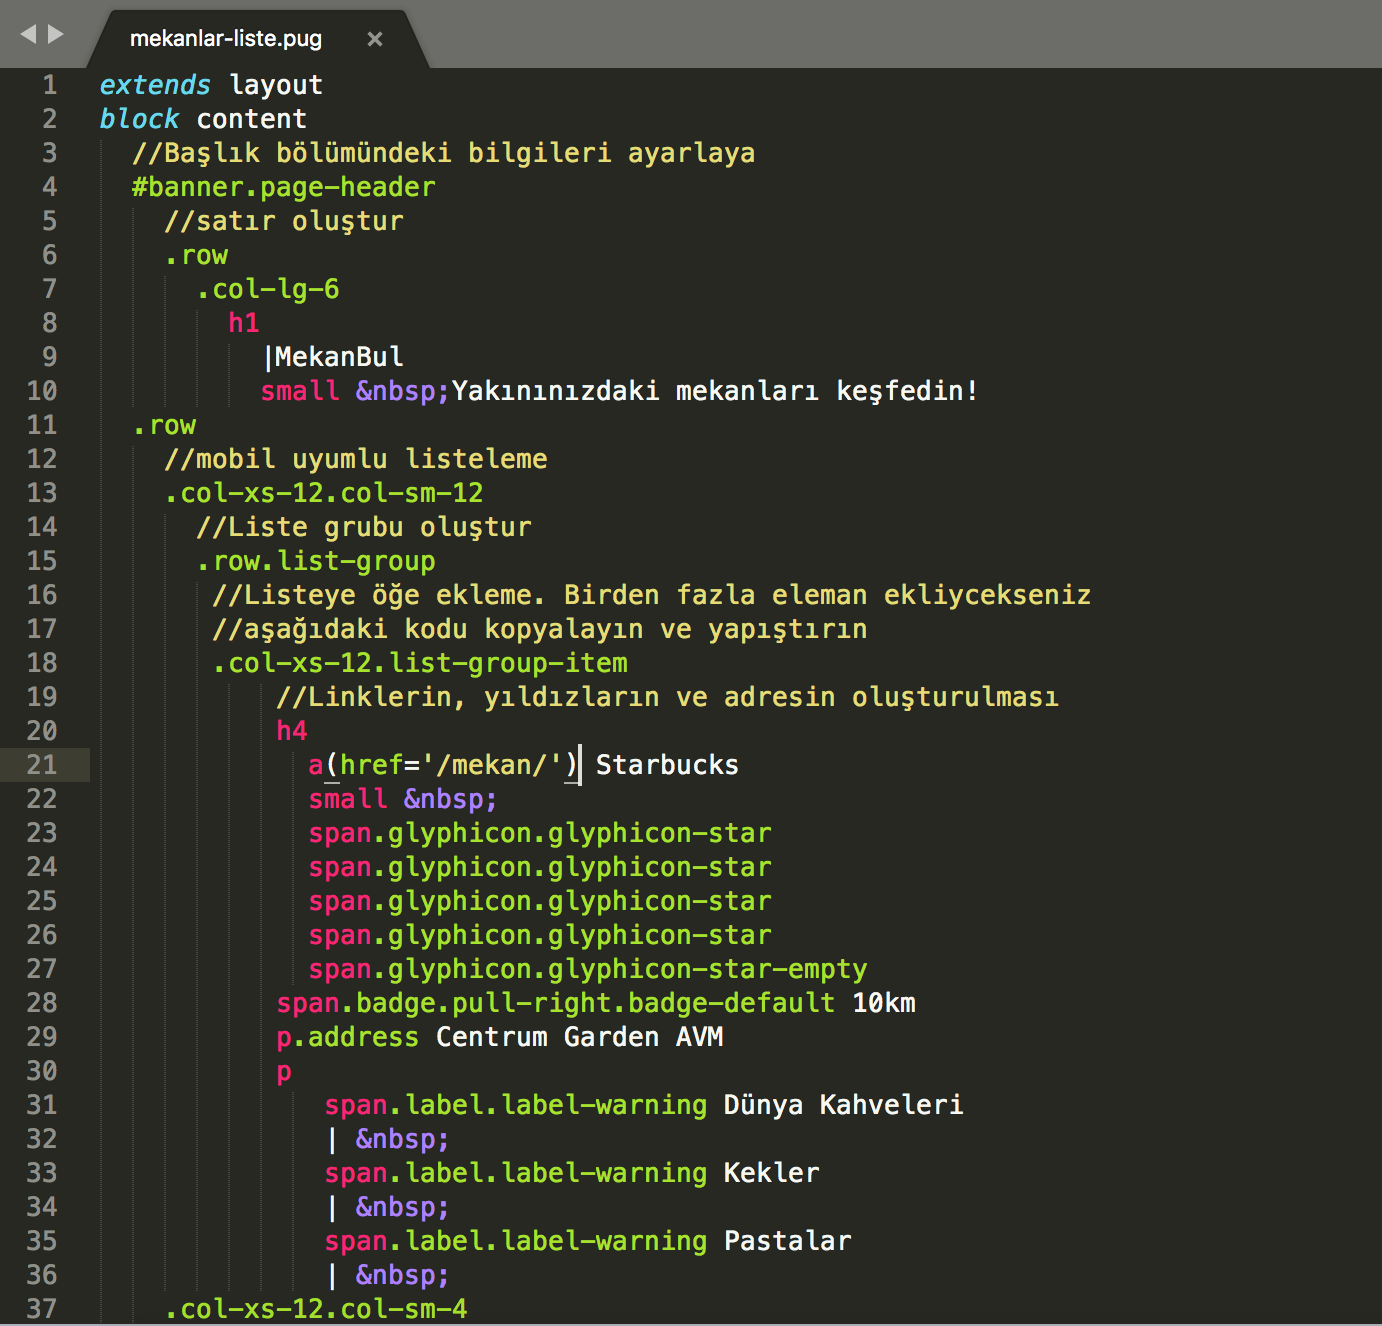 mekanlar-liste.pug ×
1 extends layout
2 block content
3 //Başlık bölümündeki bilgileri ayarlaya
4 #banner.page-header
5 //satır oluştur
6 .row
7 .col-lg-6
8 h1
9 |MekanBul
10 small &nbsp;Yakınınızdaki mekanları keşfedin!
11 .row
12 //mobil uyumlu listeleme
13 .col-xs-12.col-sm-12
14 //Liste grubu oluştur
15 .row.list-group
16 //Listeye öğe ekleme. Birden fazla eleman ekliycekseniz
17 //aşağıdaki kodu kopyalayın ve yapıştırın
18 .col-xs-12.list-group-item
19 //Linklerin, yıldızların ve adresin oluşturulması
20 h4
21 a(href='/mekan/') Starbucks
22 small &nbsp;
23 span.glyphicon.glyphicon-star
24 span.glyphicon.glyphicon-star
25 span.glyphicon.glyphicon-star
26 span.glyphicon.glyphicon-star
27 span.glyphicon.glyphicon-star-empty
28 span.badge.pull-right.badge-default 10km
29 p.address Centrum Garden AVM
30 p
31 span.label.label-warning Dünya Kahveleri
32 | &nbsp;
33 span.label.label-warning Kekler
34 | &nbsp;
35 span.label.label-warning Pastalar
36 | &nbsp;
37 .col-xs-12.col-sm-4